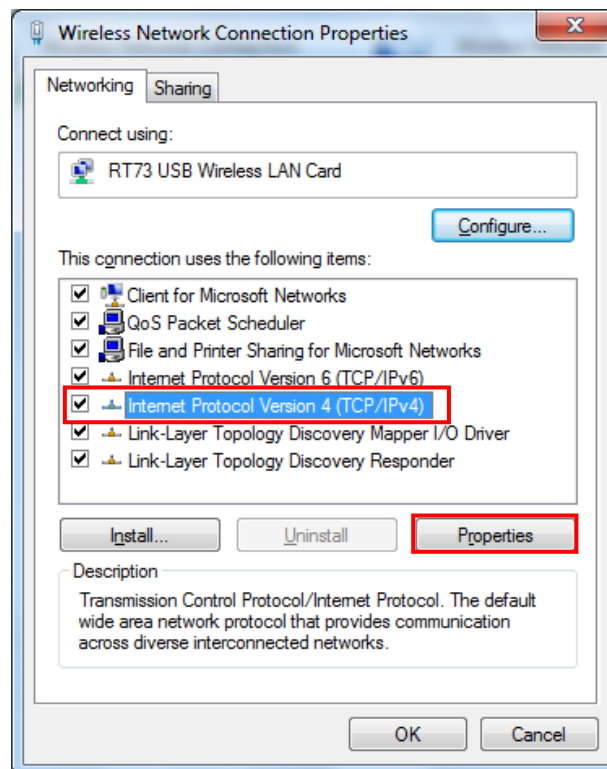 Wireless Network Connection Properties
Networking
Sharing
Connect using:
RT73 USB Wireless LAN Card
Configure...
This connection uses the following items:
Client for Microsoft Networks
QoS Packet Scheduler
File and Printer Sharing for Microsoft Networks
Internet Protocol Version 6 (TCP/IPv6)
Internet Protocol Version 4 (TCP/IPv4)
Link-Layer Topology Discovery Mapper I/O Driver
Link-Layer Topology Discovery Responder
Install...
Uninstall
Properties
Description
Transmission Control Protocol/Internet Protocol. The default
wide area network protocol that provides communication
across diverse interconnected networks.
OK
Cancel